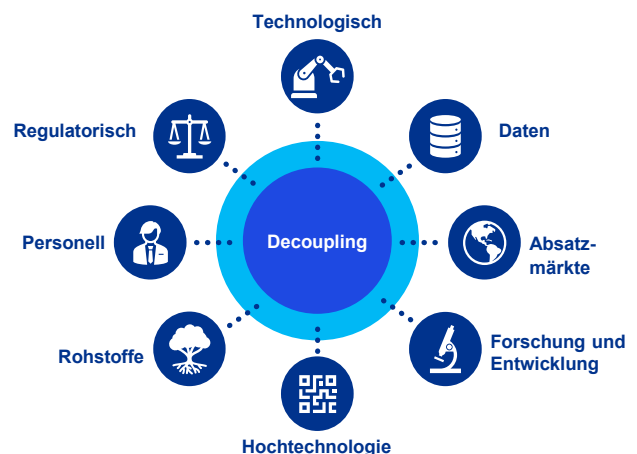 Technologisch
Regulatorisch
Daten
Personell
Decoupling
Absatz-
märkte
Rohstoffe
Forschung und
Entwicklung
Hochtechnologie